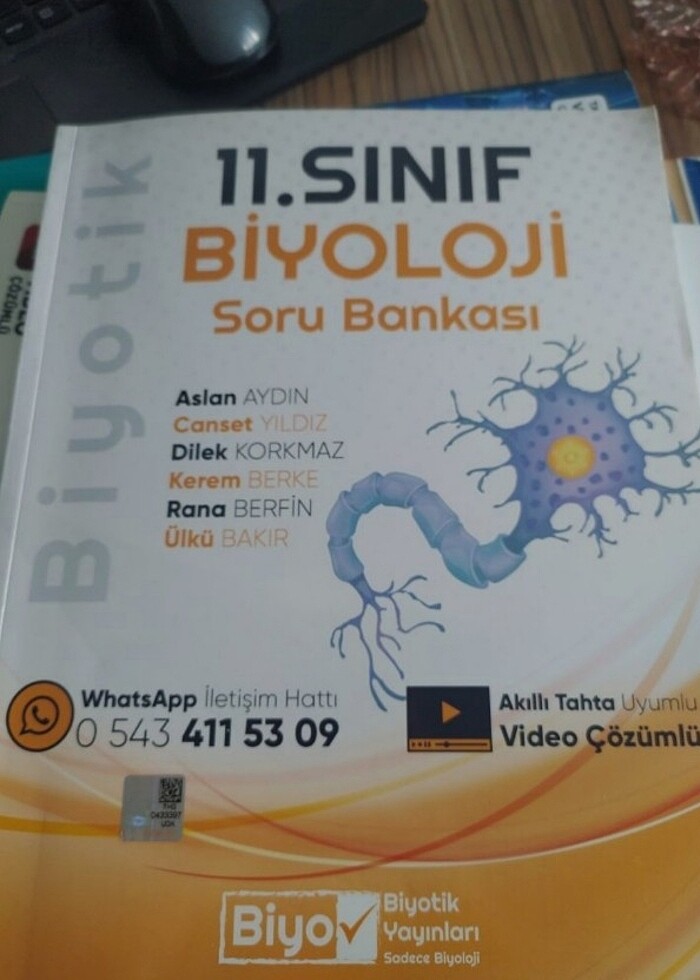 11.SINIF
BİYOLOJİ
Soru Bankası
Biyotik
Aslan AYDIN
Canset YILDIZ
Dilek KORKMAZ
Kerem BERKE
Rana BERFİN
Ülkü BAKIR
WhatsApp İletişim Hattı
0 543 411 53 09
Akıllı Tahta Uyumlu
Video Çözümlü
Biyo
Biyotik
Yayınları
Sadece Biyoloji
ÇÖZÜMLÜ